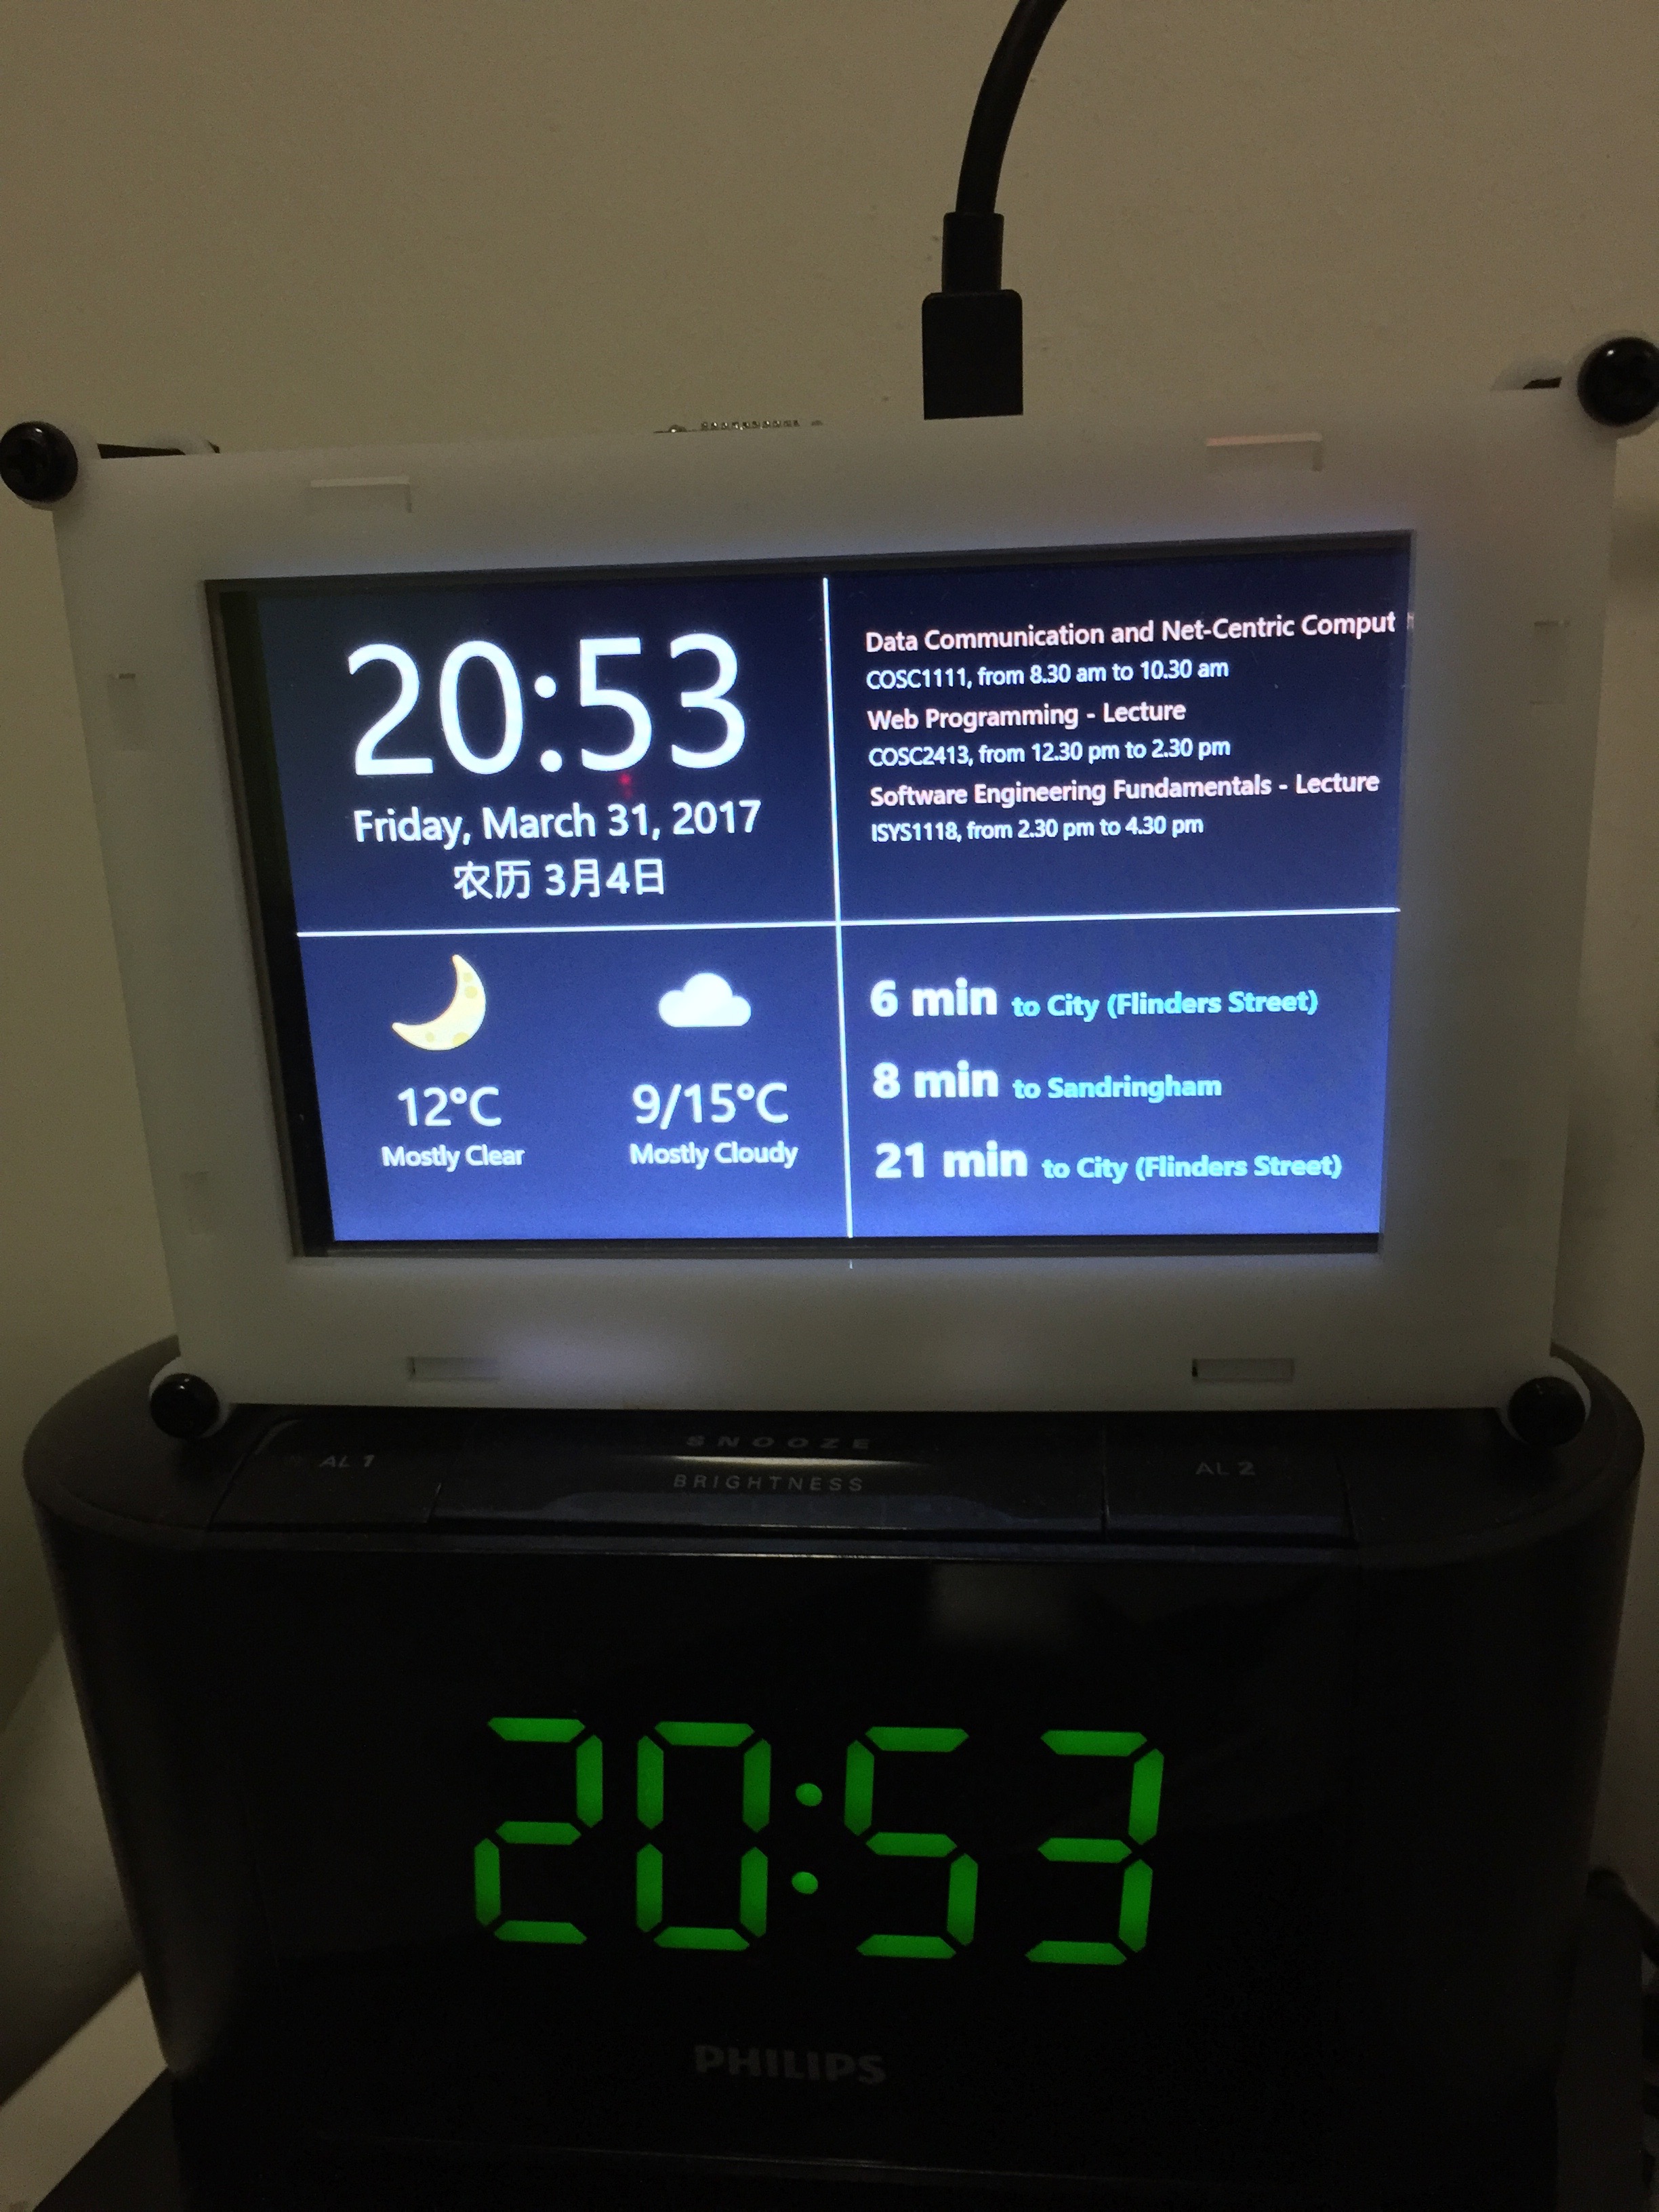 20:53
Friday, March 31, 2017
农历 3月4日
Data Communication and Net-Centric Comput
COSC1111, from 8.30 am to 10.30 am
Web Programming - Lecture
COSC2413, from 12.30 pm to 2.30 pm
Software Engineering Fundamentals - Lecture
ISYS1118, from 2.30 pm to 4.30 pm
12°C
Mostly Clear
9/15°C
Mostly Cloudy
6 min to City (Flinders Street)
8 min to Sandringham
21 min to City (Flinders Street)
AL 1
SNOOZE
BRIGHTNESS
AL 2
20:53
PHILIPS